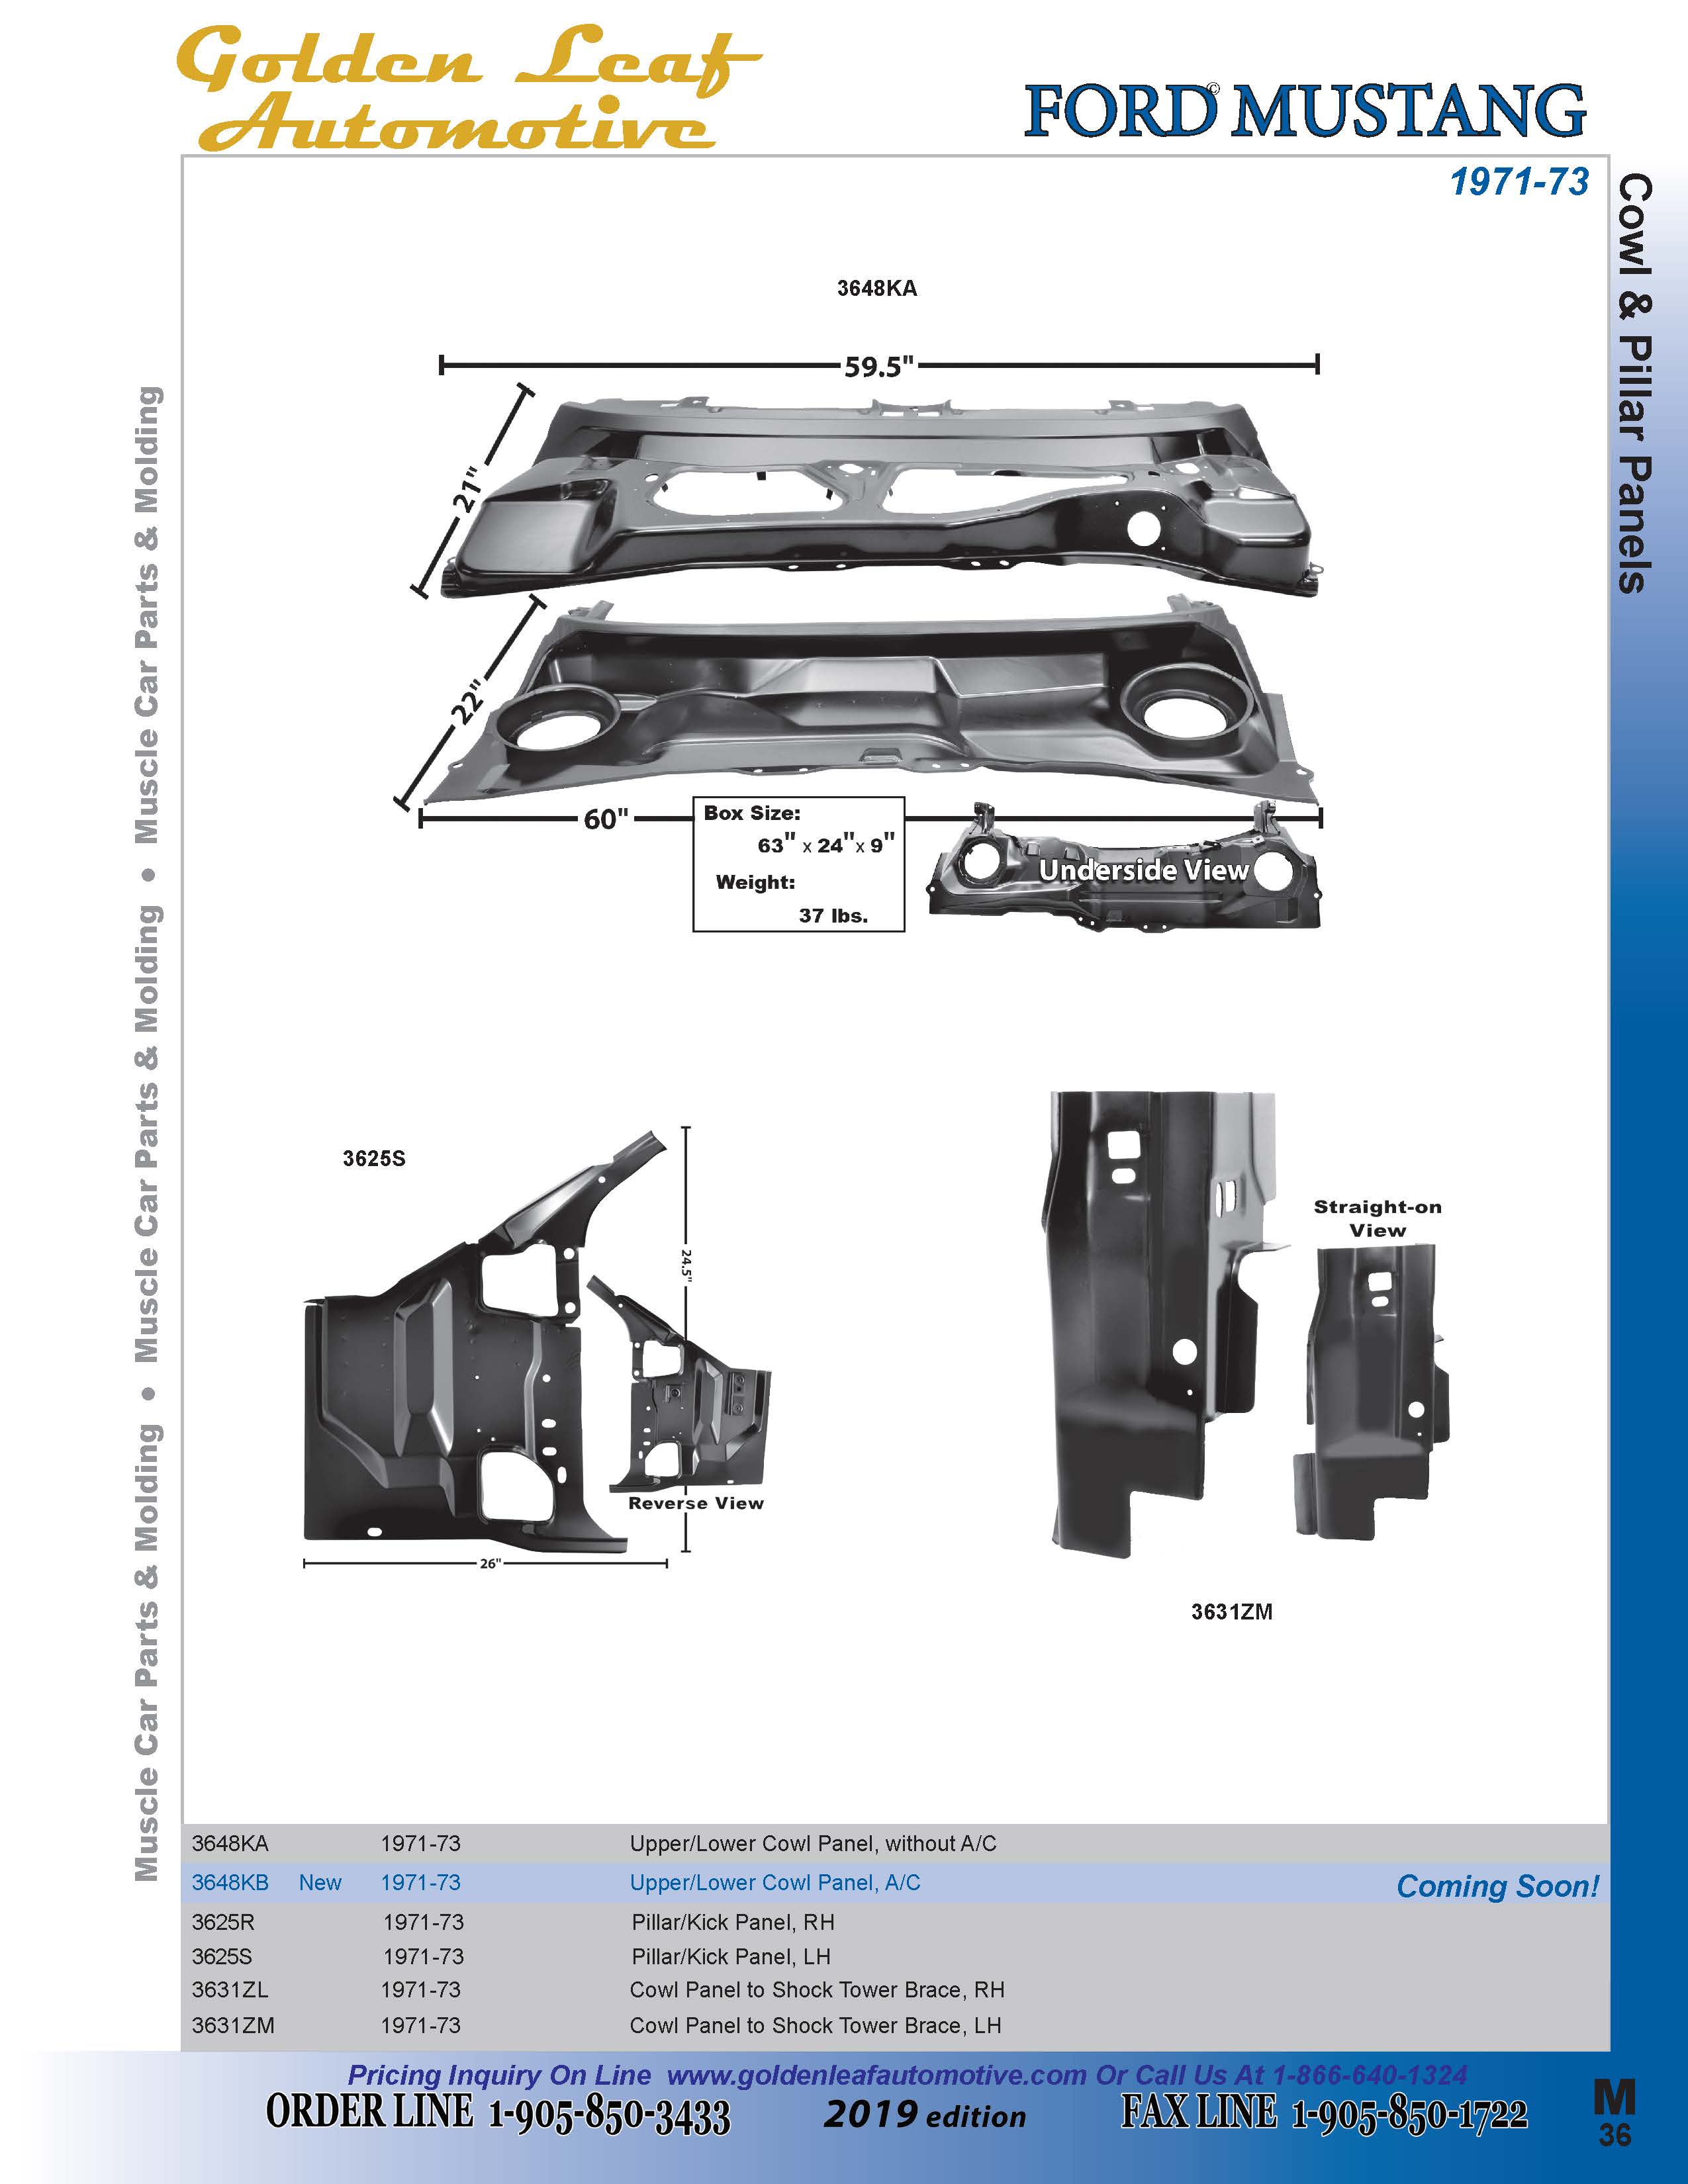 Golden Leaf
Automotive
FORD© MUSTANG
1971-73
Cowl & Pillar Panels
Muscle Car Parts & Molding • Muscle Car Parts & Molding • Muscle Car Parts & Molding
3648KA
59.5"
21"
22"
60"
Box Size:
63" x 24"x 9"
Weight:
37 lbs.
Underside View
3625S
24.5"
Reverse View
26"
Straight-on
View
3631ZM
3648KA 1971-73 Upper/Lower Cowl Panel, without A/C
3648KB New 1971-73 Upper/Lower Cowl Panel, A/C Coming Soon!
3625R 1971-73 Pillar/Kick Panel, RH
3625S 1971-73 Pillar/Kick Panel, LH
3631ZL 1971-73 Cowl Panel to Shock Tower Brace, RH
3631ZM 1971-73 Cowl Panel to Shock Tower Brace, LH
Pricing Inquiry On Line www.goldenleafautomotive.com Or Call Us At 1-866-640-1324
ORDER LINE 1-905-850-3433 2019 edition FAX LINE 1-905-850-1722
M
36